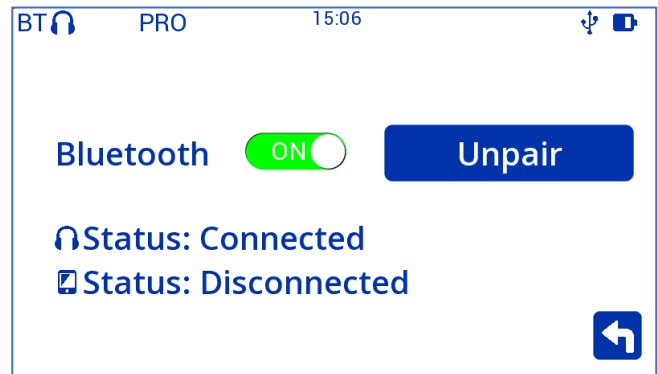 BT PRO 15:06
Bluetooth ON Unpair
Status: Connected
Status: Disconnected